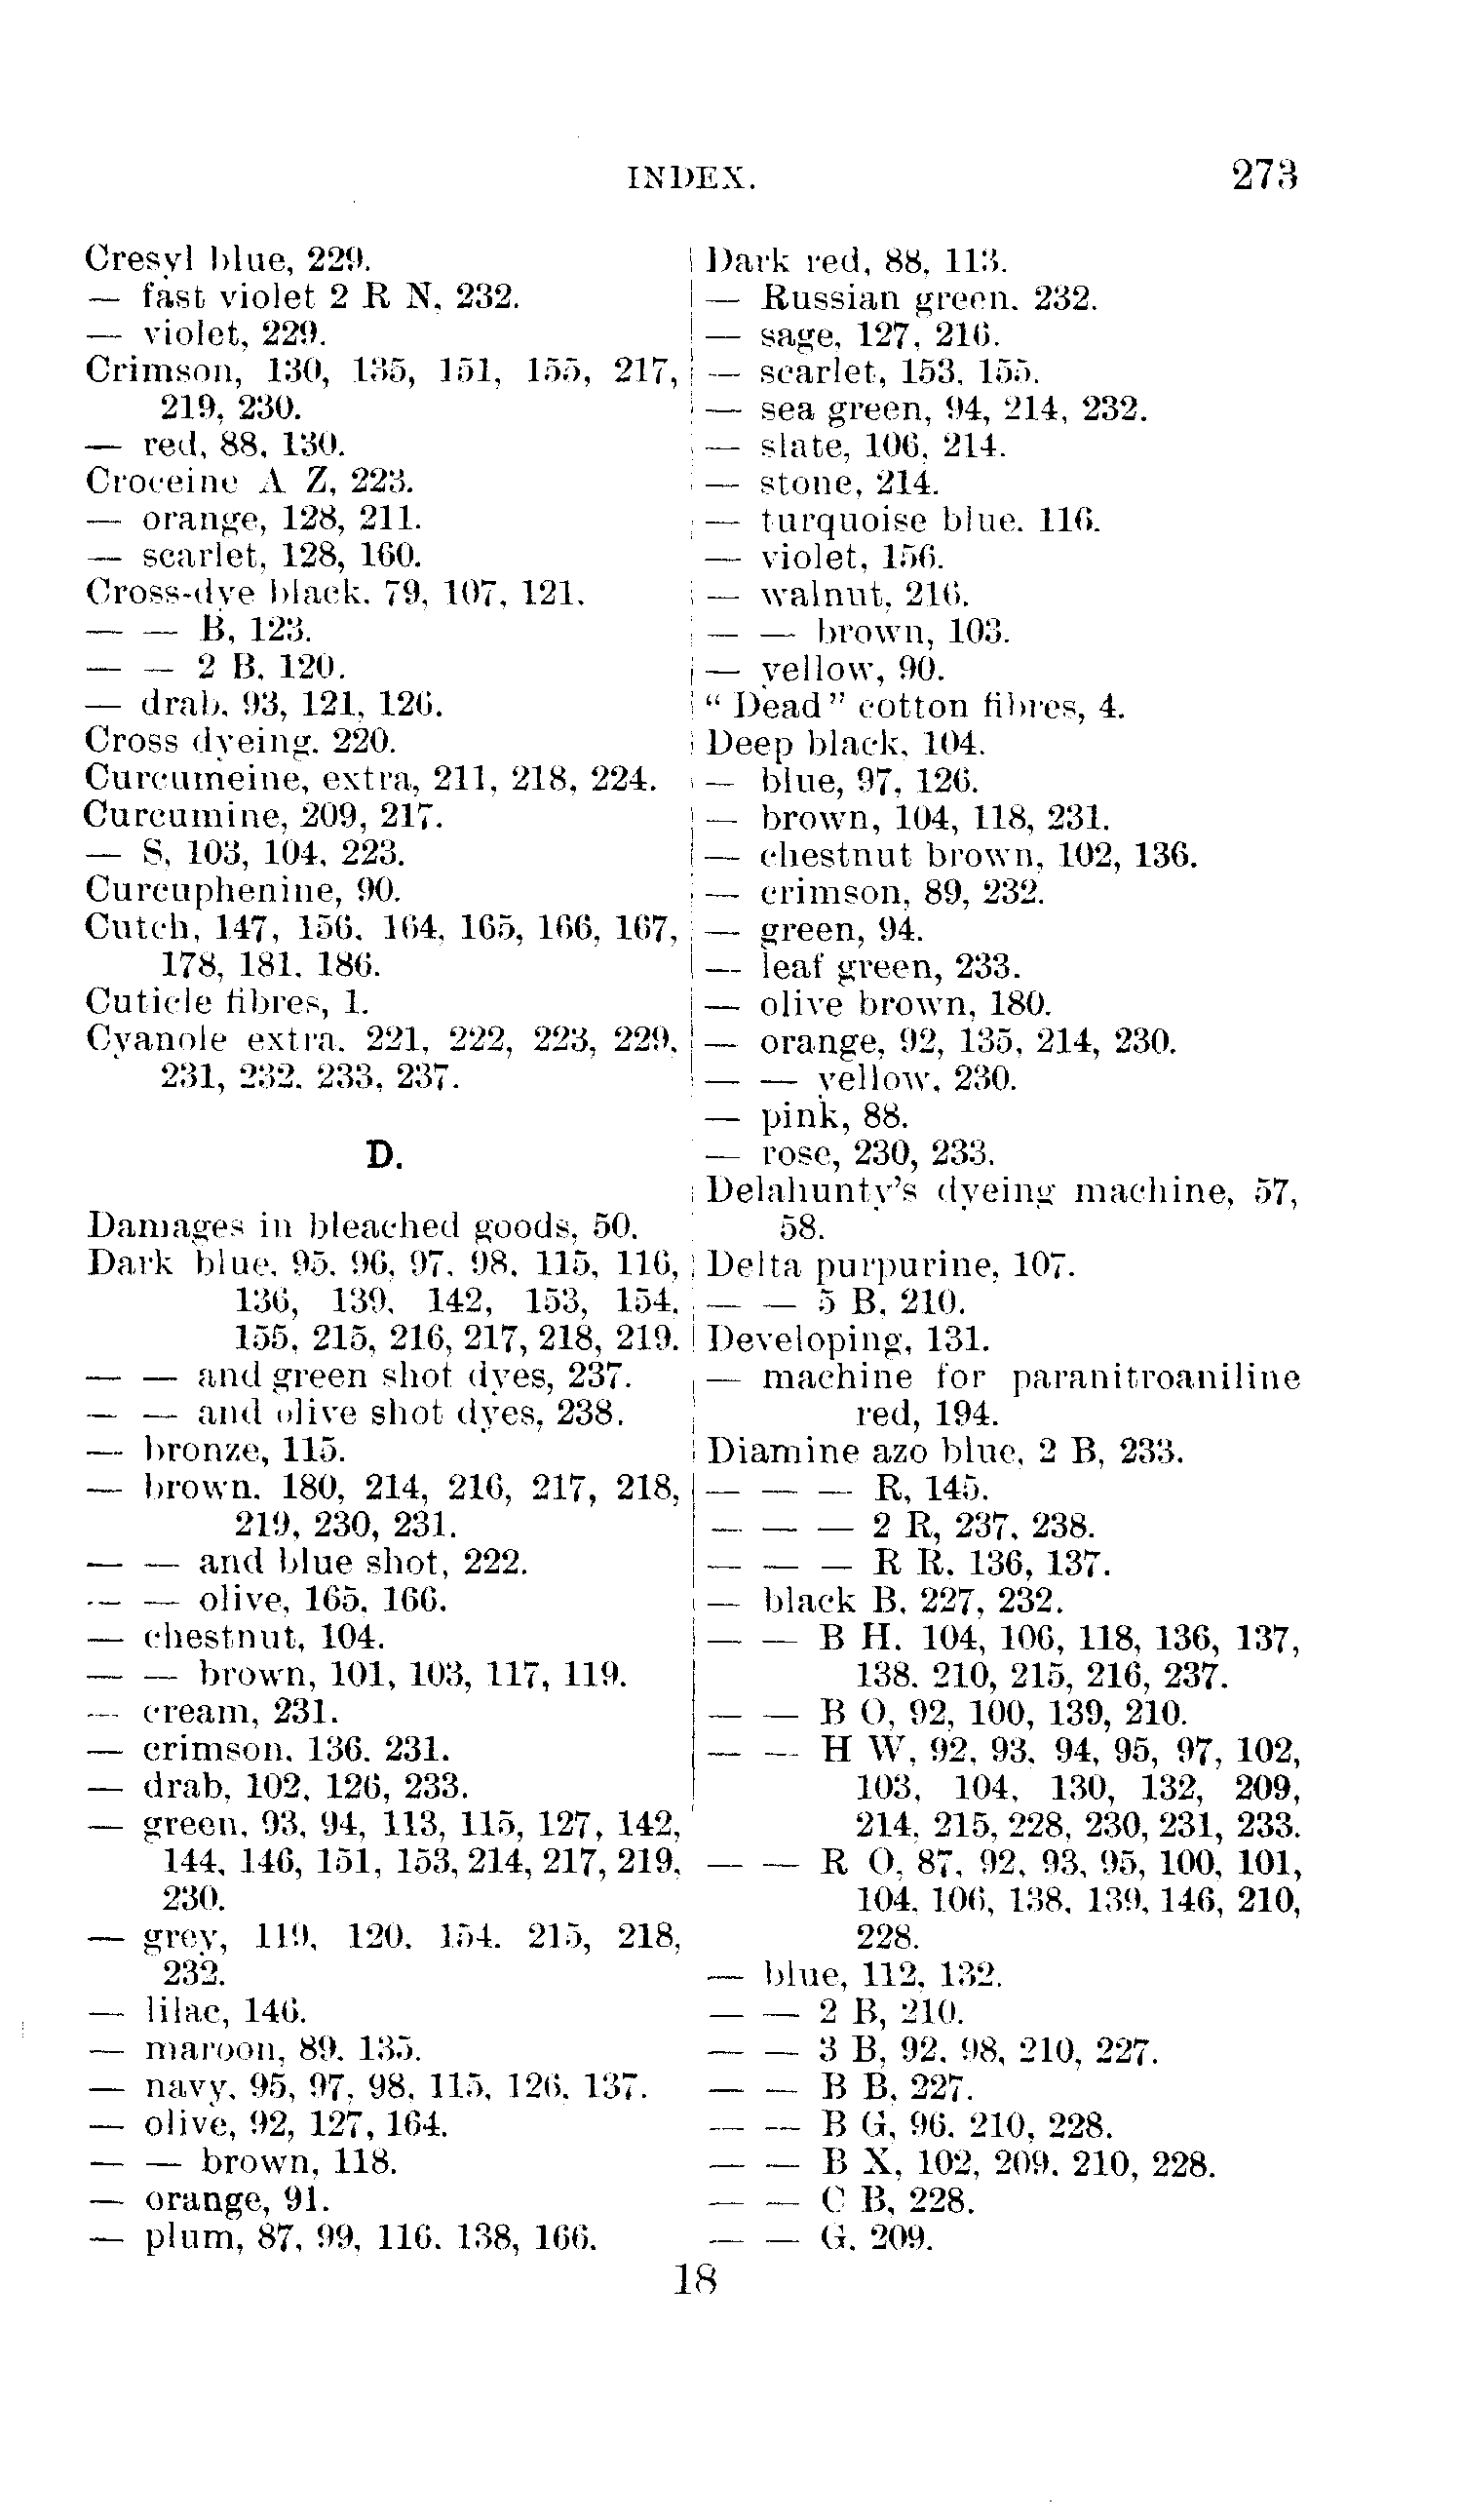 INDEX. 273
Cresyl blue, 229.
— fast violet 2 R N, 232.
— violet, 229.
Crimson, 130, 135, 151, 155, 217,
219, 230.
— red, 88, 130.
Croceine A Z, 223.
— orange, 128, 211.
— scarlet, 128, 160.
Cross-dye black, 79, 107, 121.
— — B, 123.
— — 2 B, 120.
— drab, 93, 121, 126.
Cross dyeing, 220.
Curcumeine, extra, 211, 218, 224.
Curcumine, 209, 217.
— S, 103, 104, 223.
Curcuphenine, 90.
Cutch, 147, 156, 164, 165, 166, 167,
178, 181, 186.
Cuticle fibres, 1.
Cyanole extra, 221, 222, 223, 229,
231, 232, 233, 237.
D.
Damages in bleached goods, 50.
Dark blue, 95, 96, 97, 98, 115, 116,
136, 139, 142, 153, 154,
155, 215, 216, 217, 218, 219.
— — and green shot dyes, 237.
— — and olive shot dyes, 238.
— bronze, 115.
— brown, 180, 214, 216, 217, 218,
219, 230, 231.
— — and blue shot, 222.
— — olive, 165, 166.
— chestnut, 104.
— — brown, 101, 103, 117, 119.
— cream, 231.
— crimson, 136, 231.
— drab, 102, 126, 233.
— green, 93, 94, 113, 115, 127, 142,
144, 146, 151, 153, 214, 217, 219,
230.
— grey, 119, 120, 154, 215, 218,
232.
— lilac, 146.
— maroon, 89, 135.
— navy, 95, 97, 98, 115, 126, 137.
— olive, 92, 127, 164.
— — brown, 118.
— orange, 91.
— plum, 87, 99, 116, 138, 166.
Dark red, 88, 113.
— Russian green, 232.
— sage, 127, 216.
— scarlet, 153, 155.
— sea green, 94, 214, 232.
— slate, 106, 214.
— stone, 214.
— turquoise blue, 116.
— violet, 156.
— walnut, 216.
— — brown, 103.
— yellow, 90.
“Dead” cotton fibres, 4.
Deep black, 104.
— blue, 97, 126.
— brown, 104, 118, 231.
— chestnut brown, 102, 136.
— crimson, 89, 232.
— green, 94.
— leaf green, 233.
— olive brown, 180.
— orange, 92, 135, 214, 230.
— — yellow, 230.
— pink, 88.
— rose, 230, 233.
Delahunty’s dyeing machine, 57,
58.
Delta purpurine, 107.
— — 5 B, 210.
Developing, 131.
— machine for paranitroaniline
red, 194.
Diamine azo blue, 2 B, 233.
— — — R, 145.
— — — 2 R, 237, 238.
— — — R R, 136, 137.
— black B, 227, 232.
— — B H, 104, 106, 118, 136, 137,
138, 210, 215, 216, 237.
— — B O, 92, 100, 139, 210.
— — H W, 92, 93, 94, 95, 97, 102,
103, 104, 130, 132, 209,
214, 215, 228, 230, 231, 233.
— — R O, 87, 92, 93, 95, 100, 101,
104, 106, 138, 139, 146, 210,
228.
— blue, 112, 132.
— — 2 B, 210.
— — 3 B, 92, 98, 210, 227.
— — B B, 227.
— — B G, 96, 210, 228.
— — B X, 102, 209, 210, 228.
— — C B, 228.
— — G, 209.
18